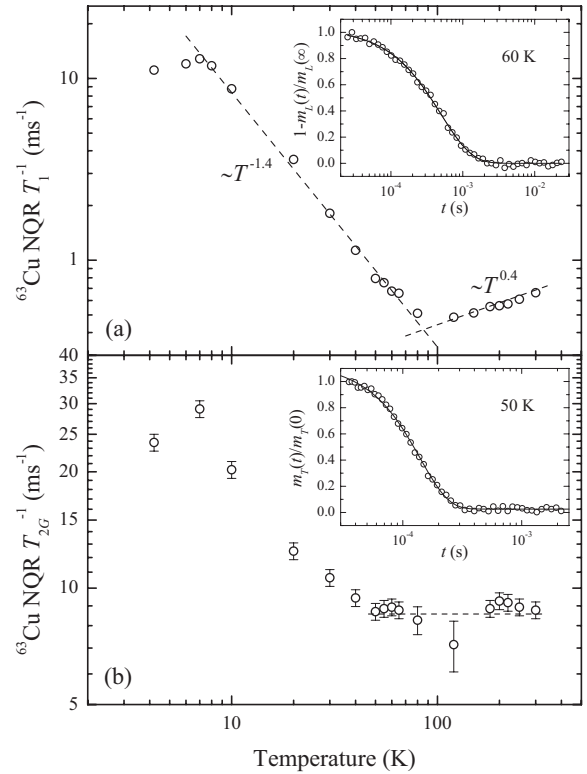 (a)
⁶³Cu NQR T₁⁻¹ (ms⁻¹)
10
1
~T⁻¹·⁴
~T⁰·⁴
60 K
1-m_L(t)/m_L(∞)
1.0
0.8
0.6
0.4
0.2
0.0
10⁻⁴ 10⁻³ 10⁻²
t (s)
(b)
⁶³Cu NQR T₂G⁻¹ (ms⁻¹)
40
35
30
25
20
15
10
5
50 K
m_T(t)/m_T(0)
1.0
0.8
0.6
0.4
0.2
0.0
10⁻⁴ 10⁻³
t (s)
10 100
Temperature (K)